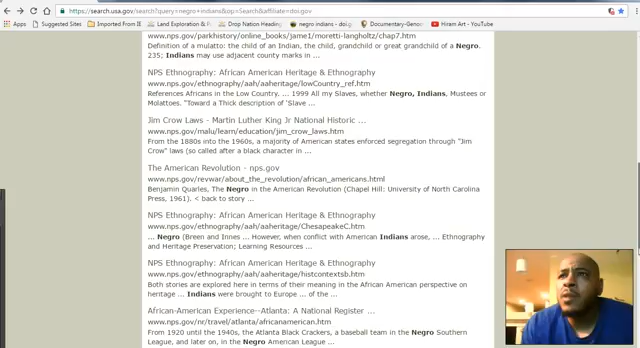 https://search.usa.gov/search?query=negro+indians&op=Search&affiliate=doi.gov
Apps Suggested Sites Imported From IE Land Exploration & Drop Nation Heading negro indians - doi.g Documentary-Genoc Hiram Art - YouTube
www.nps.gov/parkhistory/online_books/jame1/moretti-langholtz/chap7.htm
Definition of a mulatto: the child of an Indian, the child, grandchild or great grandchild of a Negro.
235; Indians may use adjacent county marks in ...
NPS Ethnography: African American Heritage & Ethnography
www.nps.gov/ethnography/aah/aaheritage/lowCountry_ref.htm
References Africans in the Low Country. ... 1999 All my Slaves, whether Negro, Indians, Mustees or
Molattoes. "Toward a Thick description of 'Slave ...
Jim Crow Laws - Martin Luther King Jr National Historic ...
www.nps.gov/malu/learn/education/jim_crow_laws.htm
From the 1880s into the 1960s, a majority of American states enforced segregation through "Jim
Crow" laws (so called after a black character in ...
The American Revolution - nps.gov
www.nps.gov/revwar/about_the_revolution/african_americans.html
Benjamin Quarles, The Negro in the American Revolution (Chapel Hill: University of North Carolina
Press, 1961). < back to story ...
NPS Ethnography: African American Heritage & Ethnography
www.nps.gov/ethnography/aah/aaheritage/ChesapeakeC.htm
... Negro (Breen and Innes ... However, when conflict with American Indians arose, ... Ethnography
and Heritage Preservation; Learning Resources ...
NPS Ethnography: African American Heritage & Ethnography
www.nps.gov/ethnography/aah/aaheritage/histcontextsb.htm
Both stories are explored here in terms of their meaning in the African American perspective on
heritage ... Indians were brought to Europe ... of the ...
African-American Experience--Atlanta: A National Register ...
www.nps.gov/nr/travel/atlanta/africanamerican.htm
From 1920 until the 1940s, the Atlanta Black Crackers, a baseball team in the Negro Southern
League, and later on, in the Negro American League ...